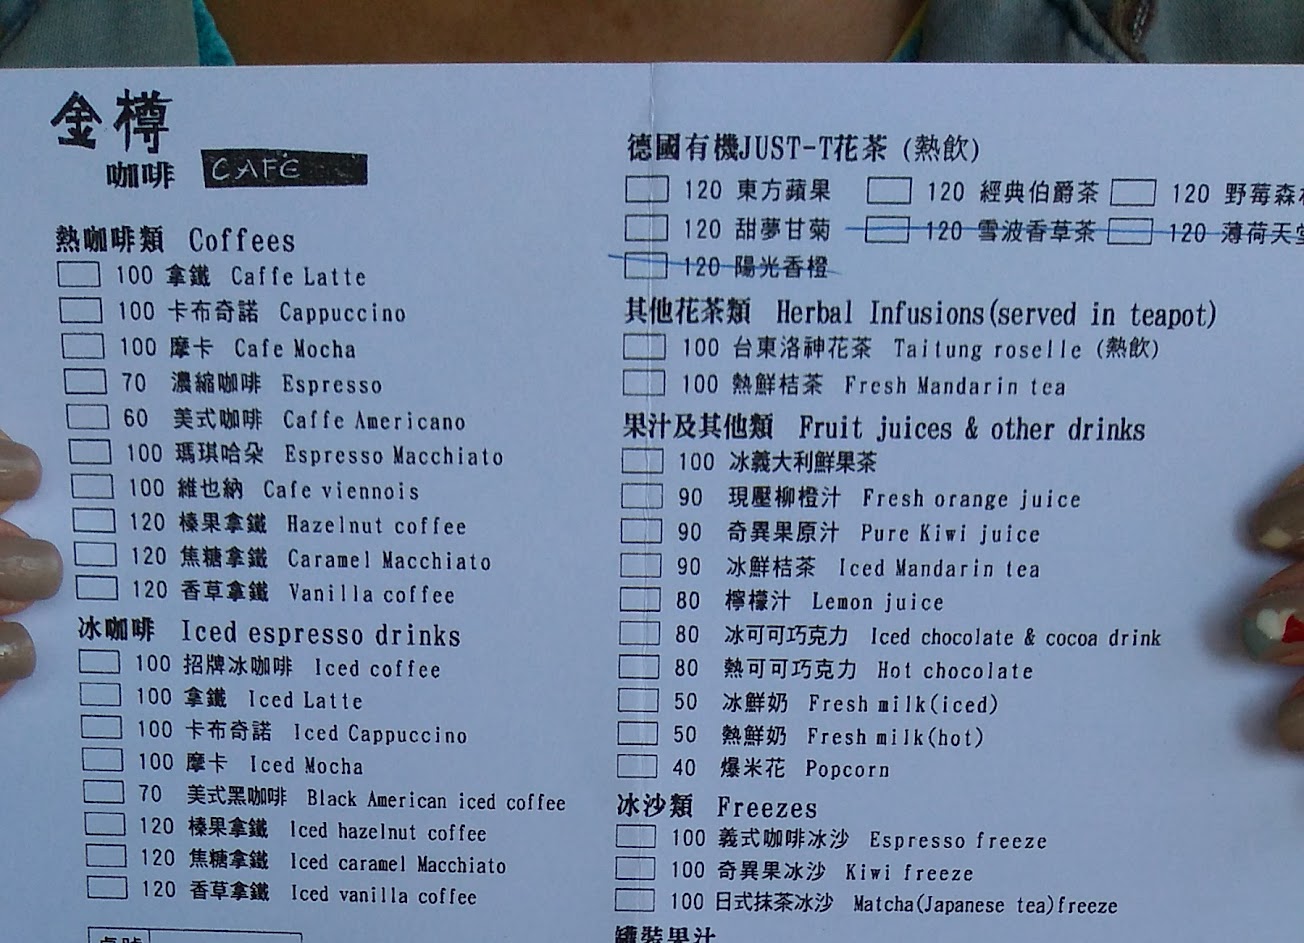 金樽
咖啡 CAFE
熱咖啡類 Coffees
100 拿鐵 Caffe Latte
100 卡布奇諾 Cappuccino
100 摩卡 Cafe Mocha
70 濃縮咖啡 Espresso
60 美式咖啡 Caffe Americano
100 瑪琪哈朵 Espresso Macchiato
100 維也納 Cafe viennois
120 榛果拿鐵 Hazelnut coffee
120 焦糖拿鐵 Caramel Macchiato
120 香草拿鐵 Vanilla coffee
冰咖啡 Iced espresso drinks
100 招牌冰咖啡 Iced coffee
100 拿鐵 Iced Latte
100 卡布奇諾 Iced Cappuccino
100 摩卡 Iced Mocha
70 美式黑咖啡 Black American iced coffee
120 榛果拿鐵 Iced hazelnut coffee
120 焦糖拿鐵 Iced caramel Macchiato
120 香草拿鐵 Iced vanilla coffee
德國有機JUST-T花茶 (熱飲)
120 東方蘋果 120 經典伯爵茶 120 野莓森林
120 甜夢甘菊 120 雪波香草茶 120 薄荷天堂
120 陽光香橙
其他花茶類 Herbal Infusions(served in teapot)
100 台東洛神花茶 Taitung roselle (熱飲)
100 熱鮮桔茶 Fresh Mandarin tea
果汁及其他類 Fruit juices & other drinks
100 冰義大利鮮果茶
90 現壓柳橙汁 Fresh orange juice
90 奇異果原汁 Pure Kiwi juice
90 冰鮮桔茶 Iced Mandarin tea
80 檸檬汁 Lemon juice
80 冰可可巧克力 Iced chocolate & cocoa drink
80 熱可可巧克力 Hot chocolate
50 冰鮮奶 Fresh milk(iced)
50 熱鮮奶 Fresh milk(hot)
40 爆米花 Popcorn
冰沙類 Freezes
100 義式咖啡冰沙 Espresso freeze
100 奇異果冰沙 Kiwi freeze
100 日式抹茶冰沙 Matcha(Japanese tea)freeze
罐裝果汁